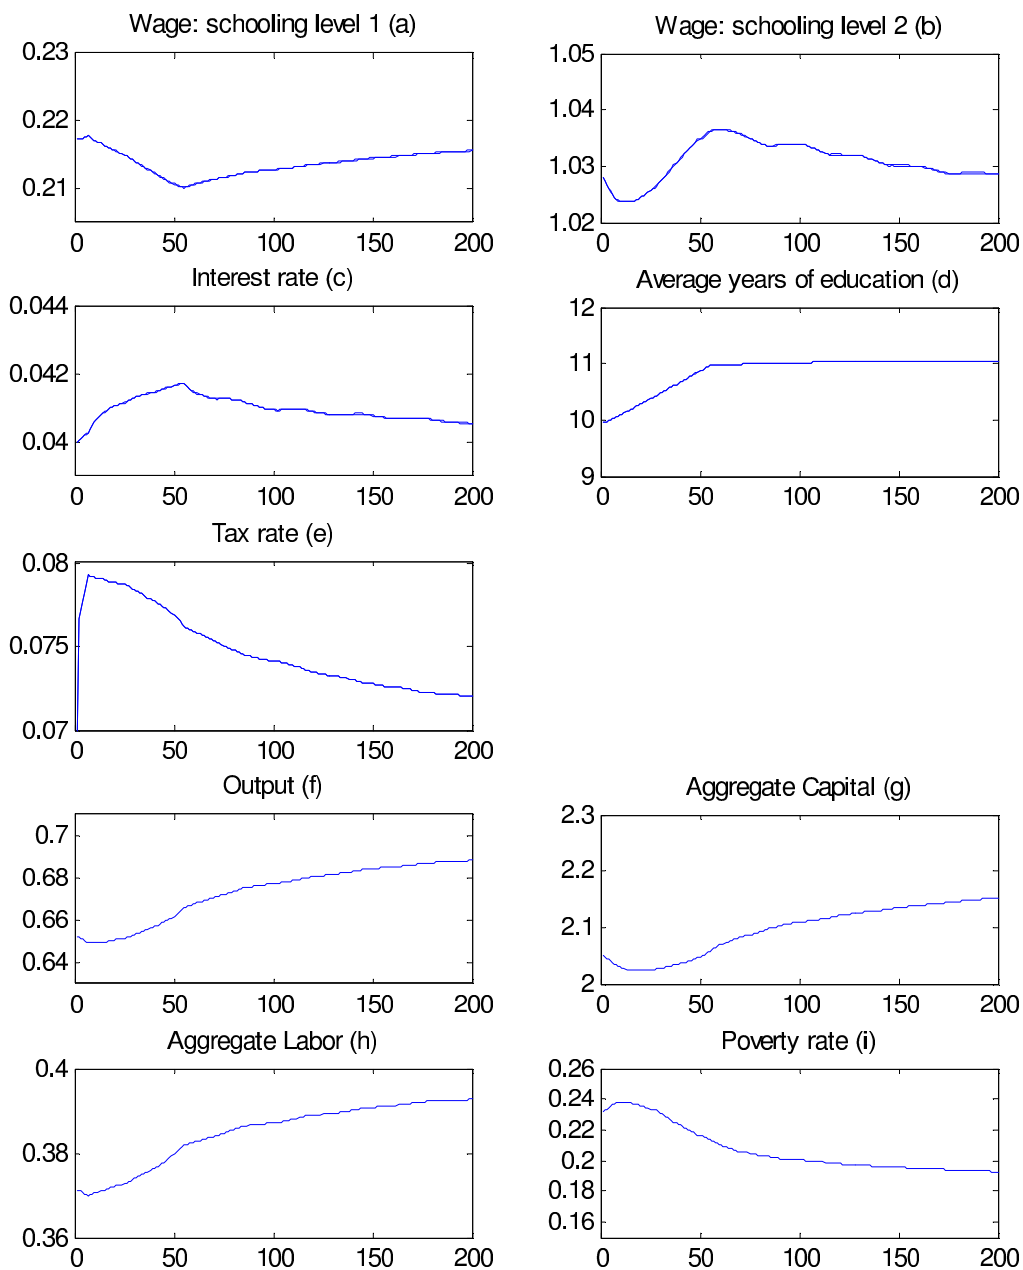 Wage: schooling level 1 (a)
0.23
0.22
0.21
0 50 100 150 200
Wage: schooling level 2 (b)
1.05
1.04
1.03
1.02
0 50 100 150 200
Interest rate (c)
0.044
0.042
0.04
0 50 100 150 200
Average years of education (d)
12
11
10
9
0 50 100 150 200
Tax rate (e)
0.08
0.075
0.07
0 50 100 150 200
Output (f)
0.7
0.68
0.66
0.64
0 50 100 150 200
Aggregate Capital (g)
2.3
2.2
2.1
2
0 50 100 150 200
Aggregate Labor (h)
0.4
0.38
0.36
0 50 100 150 200
Poverty rate (i)
0.26
0.24
0.22
0.2
0.18
0.16
0 50 100 150 200